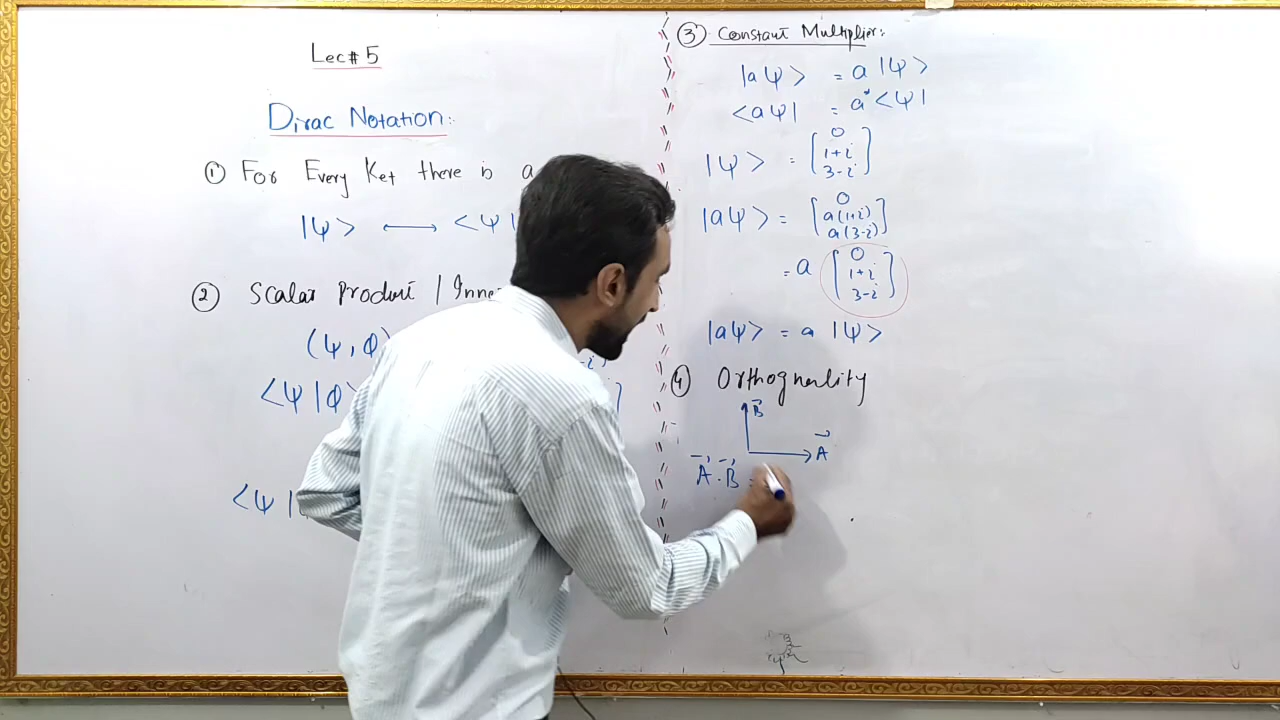 Lec# 5
Dirac Notation:
① For Every Ket there is a
|ψ> ⟷ <ψ|
② Scalar Product / Inne
(ψ, ϕ)
<ψ|ϕ>
<ψ|
③ Constant Multiplier:
|aψ> = a |ψ>
<aψ| = a* <ψ|
|ψ> = [0
1+i
3-i]
|aψ> = [0
a(1+i)
a(3-i)]
= a [0
1+i
3-i]
|aψ> = a |ψ>
④ Orthognality
B⃗
A⃗
A⃗ . B⃗ =